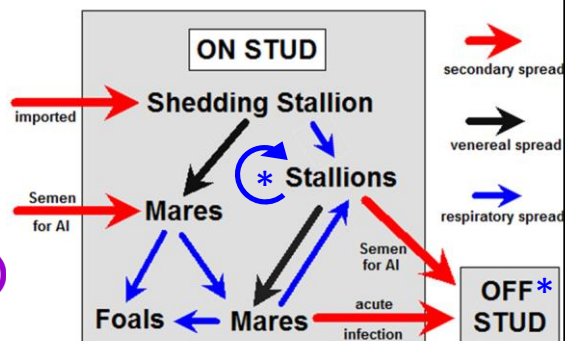 ON STUD
Shedding Stallion
imported
* Stallions
Semen
for AI
Mares
Semen
for AI
Foals
Mares
acute
infection
OFF *
STUD
secondary spread
venereal spread
respiratory spread